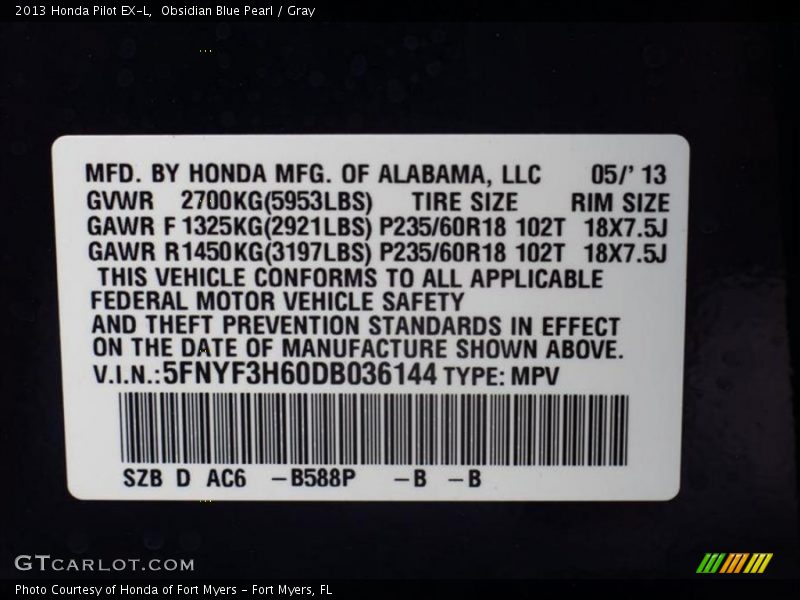 2013 Honda Pilot EX-L, Obsidian Blue Pearl / Gray
MFD. BY HONDA MFG. OF ALABAMA, LLC 05/' 13
GVWR 2700KG(5953LBS) TIRE SIZE RIM SIZE
GAWR F 1325KG(2921LBS) P235/60R18 102T 18X7.5J
GAWR R1450KG(3197LBS) P235/60R18 102T 18X7.5J
THIS VEHICLE CONFORMS TO ALL APPLICABLE
FEDERAL MOTOR VEHICLE SAFETY
AND THEFT PREVENTION STANDARDS IN EFFECT
ON THE DATE OF MANUFACTURE SHOWN ABOVE.
V.I.N.:5FNYF3H60DB036144 TYPE: MPV
SZB D AC6 -B588P -B -B
GTCARLOT.COM
Photo Courtesy of Honda of Fort Myers - Fort Myers, FL